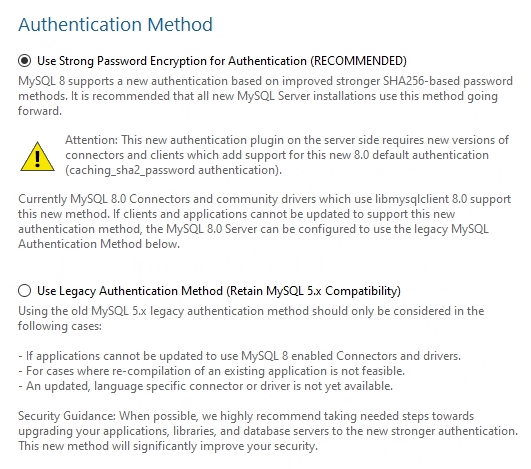 Authentication Method
Use Strong Password Encryption for Authentication (RECOMMENDED)
MySQL 8 supports a new authentication based on improved stronger SHA256-based password
methods. It is recommended that all new MySQL Server installations use this method going
forward.
Attention: This new authentication plugin on the server side requires new versions of
connectors and clients which add support for this new 8.0 default authentication
(caching_sha2_password authentication).
Currently MySQL 8.0 Connectors and community drivers which use libmysqlclient 8.0 support
this new method. If clients and applications cannot be updated to support this new
authentication method, the MySQL 8.0 Server can be configured to use the legacy MySQL
Authentication Method below.
Use Legacy Authentication Method (Retain MySQL 5.x Compatibility)
Using the old MySQL 5.x legacy authentication method should only be considered in the
following cases:
- If applications cannot be updated to use MySQL 8 enabled Connectors and drivers.
- For cases where re-compilation of an existing application is not feasible.
- An updated, language specific connector or driver is not yet available.
Security Guidance: When possible, we highly recommend taking needed steps towards
upgrading your applications, libraries, and database servers to the new stronger authentication.
This new method will significantly improve your security.